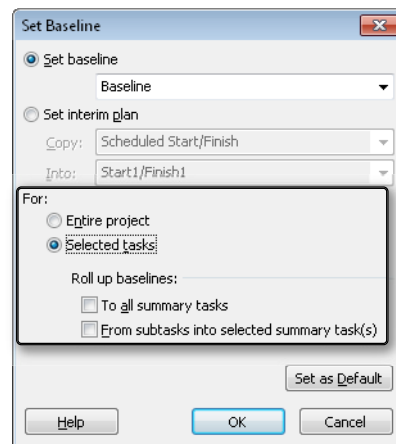 Set Baseline
Set baseline
Baseline
Set interim plan
Copy: Scheduled Start/Finish
Into: Start1/Finish1
For:
Entire project
Selected tasks
Roll up baselines:
To all summary tasks
From subtasks into selected summary task(s)
Set as Default
Help OK Cancel